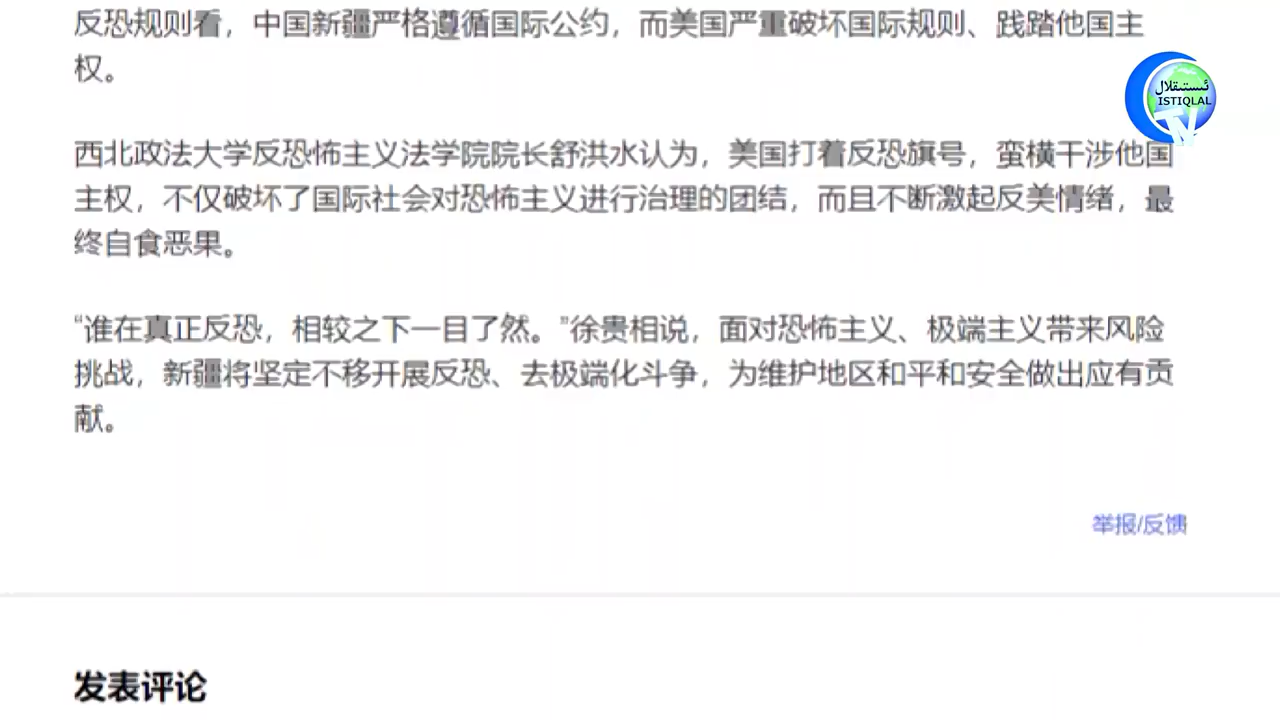 反恐规则看，中国新疆严格遵循国际公约，而美国严重破坏国际规则、践踏他国主
权。
ئىستىقلال
ISTIQLAL
TV
西北政法大学反恐怖主义法学院院长舒洪水认为，美国打着反恐旗号，蛮横干涉他国
主权，不仅破坏了国际社会对恐怖主义进行治理的团结，而且不断激起反美情绪，最
终自食恶果。
“谁在真正反恐，相较之下一目了然。”徐贵相说，面对恐怖主义、极端主义带来风险
挑战，新疆将坚定不移开展反恐、去极端化斗争，为维护地区和平和安全做出应有贡
献。
举报/反馈
发表评论